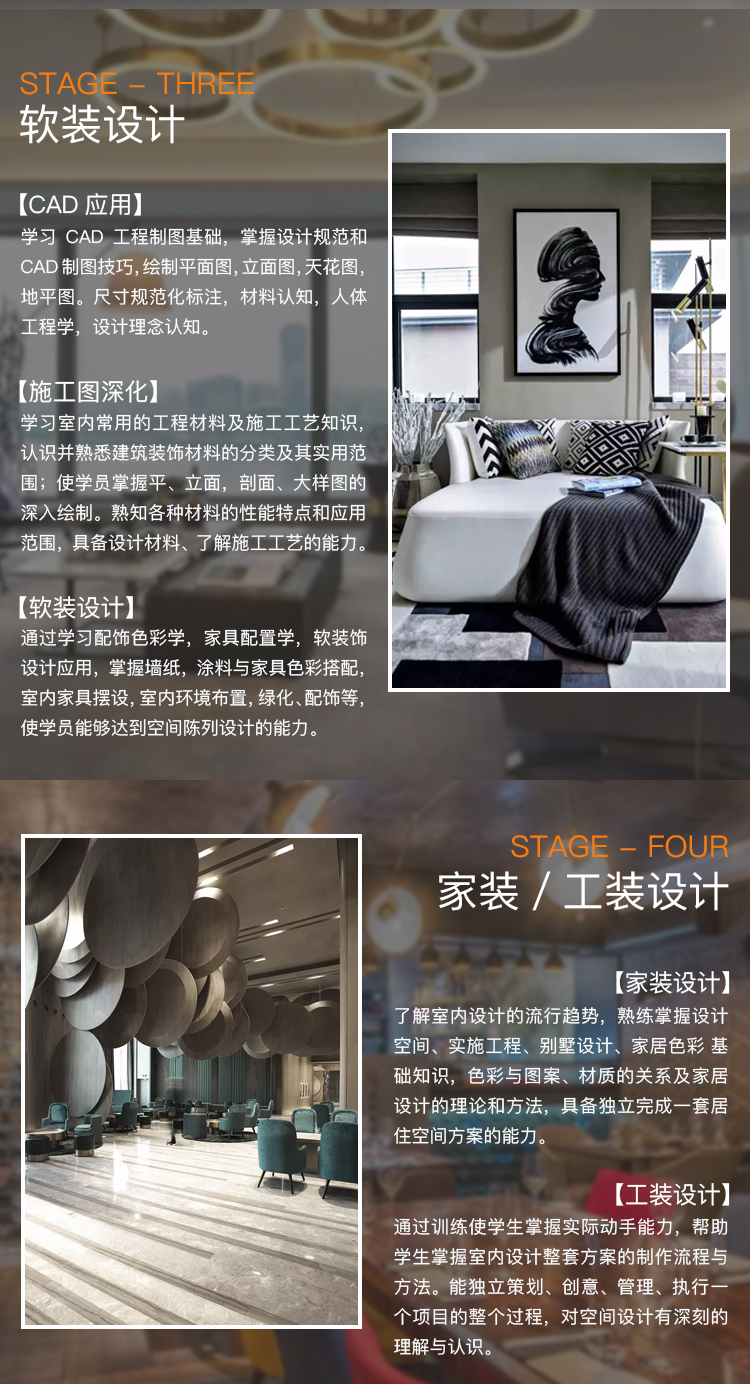 STAGE - THREE
软装设计
【CAD 应用】
学习 CAD 工程制图基础，掌握设计规范和
CAD 制图技巧，绘制平面图，立面图，天花图，
地平图。尺寸规范化标注，材料认知，人体
工程学，设计理念认知。
【施工图深化】
学习室内常用的工程材料及施工工艺知识，
认识并熟悉建筑装饰材料的分类及其实用范
围；使学员掌握平、立面，剖面、大样图的
深入绘制。熟知各种材料的性能特点和应用
范围，具备设计材料、了解施工工艺的能力。
【软装设计】
通过学习配饰色彩学，家具配置学，软装饰
设计应用，掌握墙纸，涂料与家具色彩搭配，
室内家具摆设，室内环境布置，绿化、配饰等，
使学员能够达到空间陈列设计的能力。
STAGE - FOUR
家装 / 工装设计
【家装设计】
了解室内设计的流行趋势，熟练掌握设计
空间、实施工程、别墅设计、家居色彩 基
础知识，色彩与图案、材质的关系及家居
设计的理论和方法，具备独立完成一套居
住空间方案的能力。
【工装设计】
通过训练使学生掌握实际动手能力，帮助
学生掌握室内设计整套方案的制作流程与
方法。能独立策划、创意、管理、执行一
个项目的整个过程，对空间设计有深刻的
理解与认识。